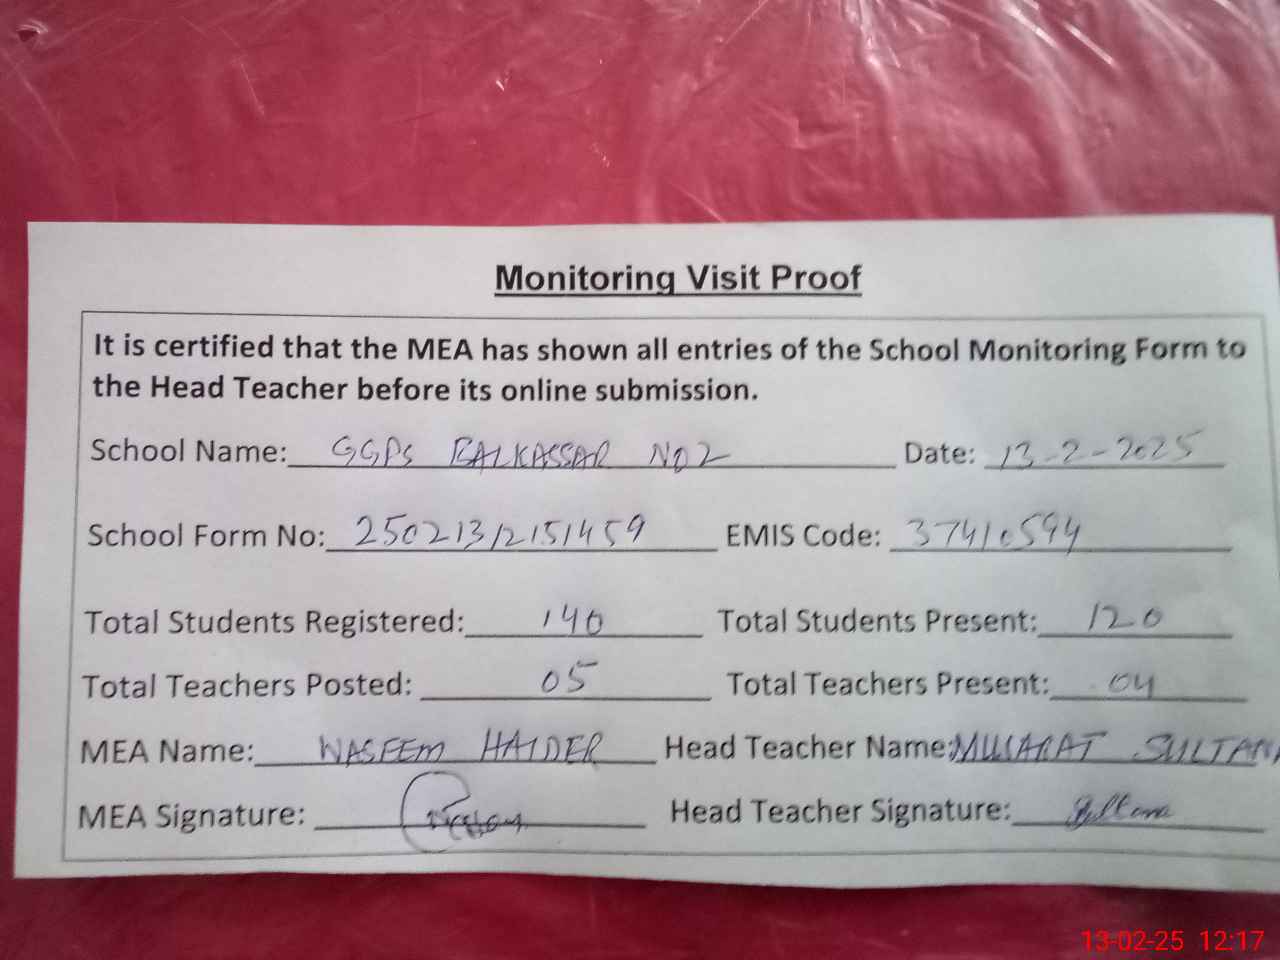 Monitoring Visit Proof
It is certified that the MEA has shown all entries of the School Monitoring Form to
the Head Teacher before its online submission.
School Name: GGPS BALKASSAR NO2 Date: 13-2-2025
School Form No: 25021312151459 EMIS Code: 37410594
Total Students Registered: 140 Total Students Present: 120
Total Teachers Posted: 05 Total Teachers Present: 04
MEA Name: WASEEM HAIDER Head Teacher Name: MUSARAT SULTANA
MEA Signature: Head Teacher Signature: Sultana
13-02-25 12:17